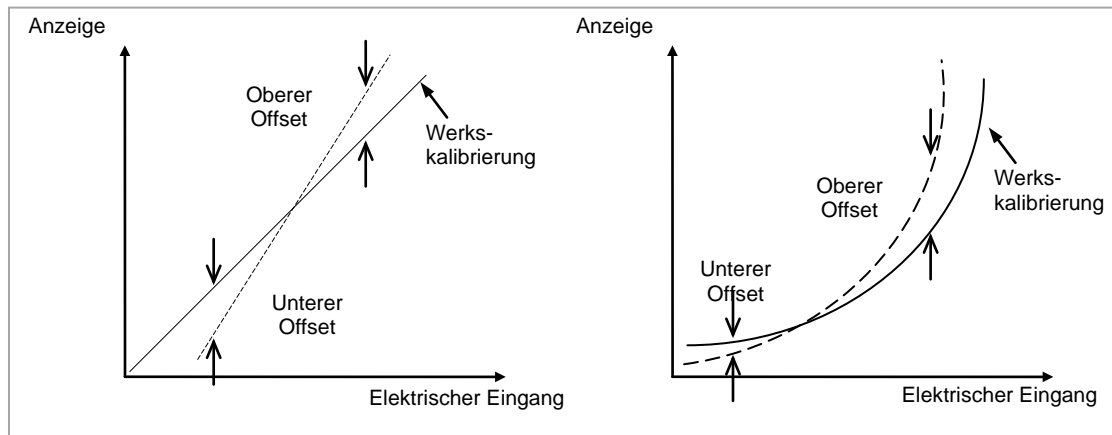 Anzeige
Oberer
Offset
Werks-
kalibrierung
Unterer
Offset
Elektrischer Eingang
Anzeige
Oberer
Offset
Werks-
kalibrierung
Unterer
Offset
Elektrischer Eingang